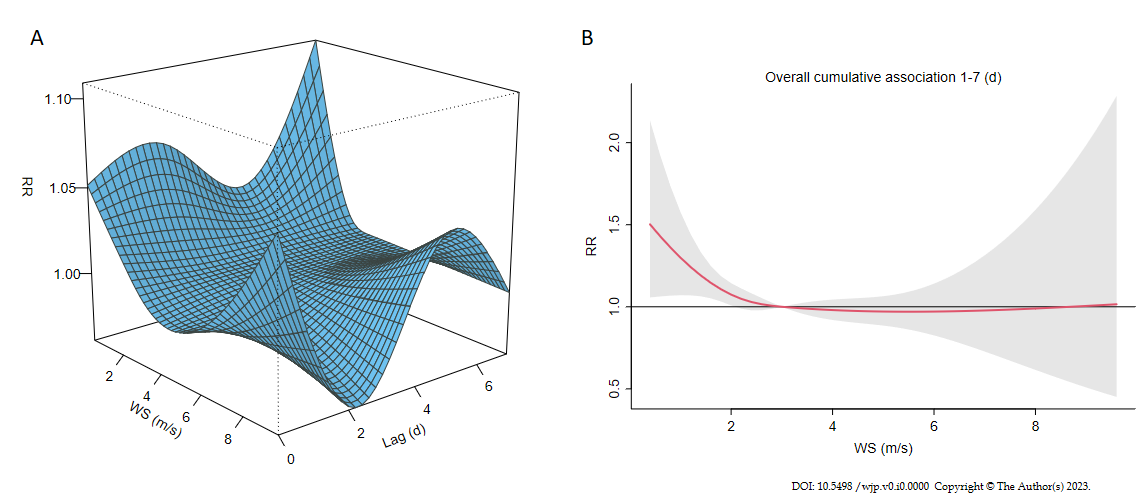 A
B
Overall cumulative association 1-7 (d)
1.10
1.05
1.00
RR
2
4
6
8
WS (m/s)
0
2
4
6
Lag (d)
2.0
1.5
1.0
0.5
RR
2
4
6
8
WS (m/s)
DOI: 10.5498 /wjp.v0.i0.0000 Copyright © The Author(s) 2023.